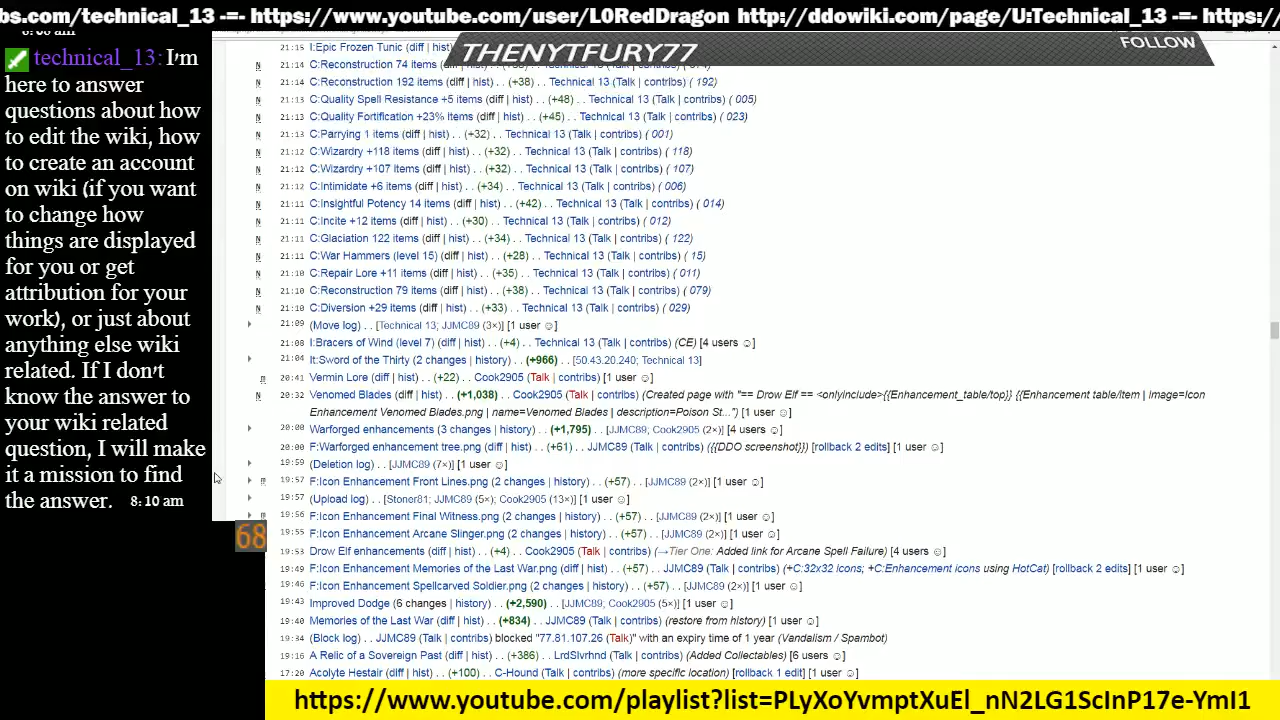 bs.com/technical_13 -=- https://www.youtube.com/user/L0RedDragon http://ddowiki.com/page/U:Technical_13 -=- https:/
technical_13: I'm
here to answer
questions about how
to edit the wiki, how
to create an account
on wiki (if you want
to change how
things are displayed
for you or get
attribution for your
work), or just about
anything else wiki
related. If I don't
know the answer to
your wiki related
question, I will make
it a mission to find
the answer. 8:10 am
68
THENYTFURY77
FOLLOW
21:15 I:Epic Frozen Tunic (diff | hist)
N 21:14 C:Reconstruction 74 items
N 21:14 C:Reconstruction 192 items (diff | hist) . . (+38) . . Technical 13 (Talk | contribs) ( 192)
N 21:13 C:Quality Spell Resistance +5 items (diff | hist) . . (+48) . . Technical 13 (Talk | contribs) ( 005)
N 21:13 C:Quality Fortification +23% items (diff | hist) . . (+45) . . Technical 13 (Talk | contribs) ( 023)
N 21:13 C:Parrying 1 items (diff | hist) . . (+32) . . Technical 13 (Talk | contribs) ( 001)
N 21:12 C:Wizardry +118 items (diff | hist) . . (+32) . . Technical 13 (Talk | contribs) ( 118)
N 21:12 C:Wizardry +107 items (diff | hist) . . (+32) . . Technical 13 (Talk | contribs) ( 107)
N 21:12 C:Intimidate +6 items (diff | hist) . . (+34) . . Technical 13 (Talk | contribs) ( 006)
N 21:11 C:Insightful Potency 14 items (diff | hist) . . (+42) . . Technical 13 (Talk | contribs) ( 014)
N 21:11 C:Incite +12 items (diff | hist) . . (+30) . . Technical 13 (Talk | contribs) ( 012)
N 21:11 C:Glaciation 122 items (diff | hist) . . (+34) . . Technical 13 (Talk | contribs) ( 122)
N 21:11 C:War Hammers (level 15) (diff | hist) . . (+28) . . Technical 13 (Talk | contribs) ( 15)
N 21:10 C:Repair Lore +11 items (diff | hist) . . (+35) . . Technical 13 (Talk | contribs) ( 011)
N 21:10 C:Reconstruction 79 items (diff | hist) . . (+38) . . Technical 13 (Talk | contribs) ( 079)
N 21:10 C:Diversion +29 items (diff | hist) . . (+33) . . Technical 13 (Talk | contribs) ( 029)
21:09 (Move log) . . [Technical 13; JJMC89 (3×)] [1 user ☺]
21:08 I:Bracers of Wind (level 7) (diff | hist) . . (+4) . . Technical 13 (Talk | contribs) (CE) [4 users ☺]
21:04 It:Sword of the Thirty (2 changes | history) . . (+966) . . [50.43.20.240; Technical 13]
m 20:41 Vermin Lore (diff | hist) . . (+22) . . Cook2905 (Talk | contribs) [1 user ☺]
N 20:32 Venomed Blades (diff | hist) . . (+1,038) . . Cook2905 (Talk | contribs) (Created page with "== Drow Elf == <onlyinclude>{{Enhancement_table/top}} {{Enhancement table/item | image=Icon
Enhancement Venomed Blades.png | name=Venomed Blades | description=Poison St...") [1 user ☺]
20:08 Warforged enhancements (3 changes | history) . . (+1,795) . . [JJMC89; Cook2905 (2×)] [4 users ☺]
20:00 F:Warforged enhancement tree.png (diff | hist) . . (+61) . . JJMC89 (Talk | contribs) ({{DDO screenshot}}) [rollback 2 edits] [1 user ☺]
19:59 (Deletion log) . . [JJMC89 (7×)] [1 user ☺]
m 19:57 F:Icon Enhancement Front Lines.png (2 changes | history) . . (+57) . . [JJMC89 (2×)] [1 user ☺]
19:57 (Upload log) . . [Stoner81; JJMC89 (5×); Cook2905 (13×)] [1 user ☺]
m 19:56 F:Icon Enhancement Final Witness.png (2 changes | history) . . (+57) . . [JJMC89 (2×)] [1 user ☺]
19:55 F:Icon Enhancement Arcane Slinger.png (2 changes | history) . . (+57) . . [JJMC89 (2×)] [1 user ☺]
19:53 Drow Elf enhancements (diff | hist) . . (+4) . . Cook2905 (Talk | contribs) (→Tier One: Added link for Arcane Spell Failure) [4 users ☺]
19:49 F:Icon Enhancement Memories of the Last War.png (diff | hist) . . (+57) . . JJMC89 (Talk | contribs) (+C:32x32 icons; +C:Enhancement icons using HotCat) [rollback 2 edits] [1 user ☺]
19:46 F:Icon Enhancement Spellcarved Soldier.png (2 changes | history) . . (+57) . . [JJMC89 (2×)] [1 user ☺]
19:43 Improved Dodge (6 changes | history) . . (+2,590) . . [JJMC89; Cook2905 (5×)] [1 user ☺]
19:40 Memories of the Last War (diff | hist) . . (+834) . . JJMC89 (Talk | contribs) (restore from history) [1 user ☺]
19:34 (Block log) . . JJMC89 (Talk | contribs) blocked "77.81.107.26 (Talk)" with an expiry time of 1 year (Vandalism / Spambot)
19:16 A Relic of a Sovereign Past (diff | hist) . . (+386) . . LrdSlvrhnd (Talk | contribs) (Added Collectables) [6 users ☺]
17:20 Acolyte Hestair (diff | hist) . . (+100) . . C-Hound (Talk | contribs) (more specific location) [rollback 1 edit] [1 user ☺]
https://www.youtube.com/playlist?list=PLyXoYvmptXuEl_nN2LG1ScInP17e-YmI1